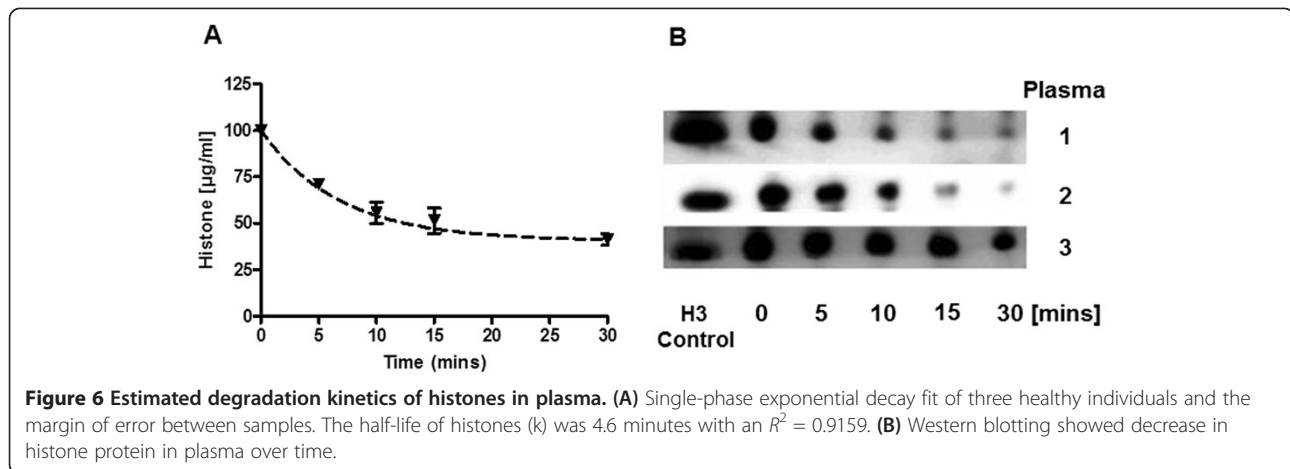 A
Histone [µg/ml]
125
100
75
50
25
0
0 5 10 15 20 25 30
Time (mins)
B
Plasma
1
2
3
H3 Control 0 5 10 15 30 [mins]
Figure 6 Estimated degradation kinetics of histones in plasma. (A) Single-phase exponential decay fit of three healthy individuals and the
margin of error between samples. The half-life of histones (k) was 4.6 minutes with an R² = 0.9159. (B) Western blotting showed decrease in
histone protein in plasma over time.